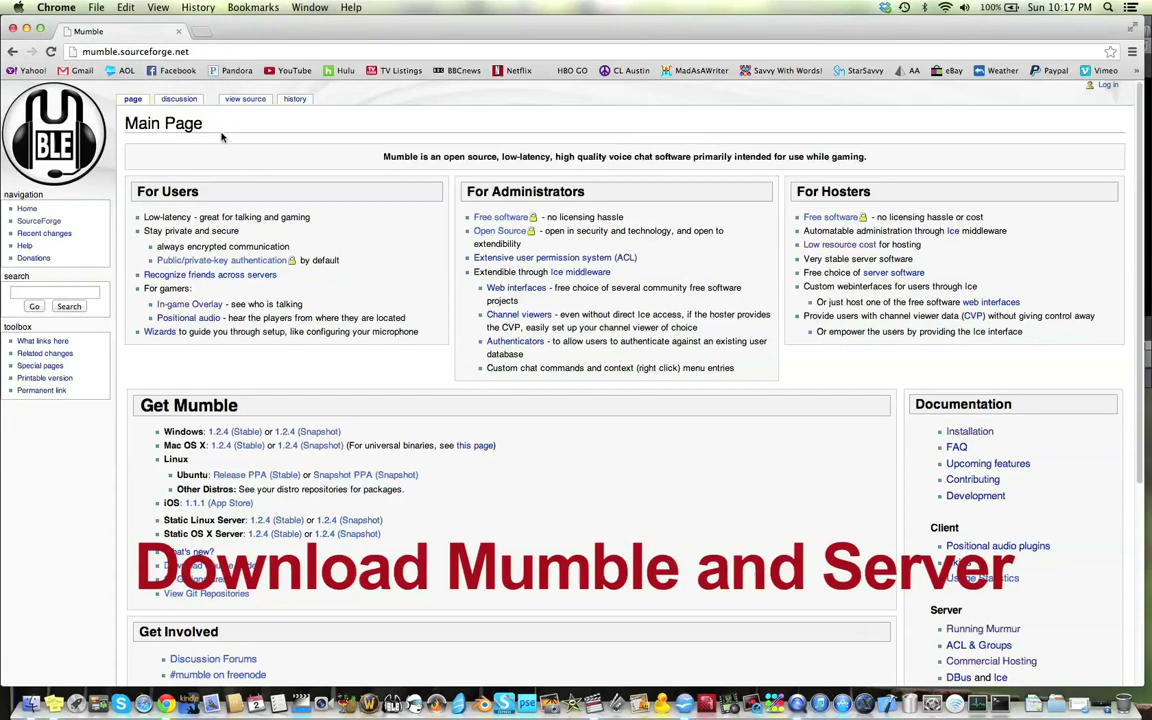 Chrome File Edit View History Bookmarks Window Help 100% Sun 10:17 PM
Mumble
mumble.sourceforge.net
Yahoo! Gmail AOL Facebook Pandora YouTube Hulu TV Listings BBCnews Netflix HBO GO CL Austin MadAsAWriter Savvy With Words! StarSavvy AA eBay Weather Paypal Vimeo »
Log in
page discussion view source history
BLE
Main Page
Mumble is an open source, low-latency, high quality voice chat software primarily intended for use while gaming.
navigation
Home
SourceForge
Recent changes
Help
Donations
search
Go Search
toolbox
What links here
Related changes
Special pages
Printable version
Permanent link
For Users
Low-latency - great for talking and gaming
Stay private and secure
always encrypted communication
Public/private-key authentication by default
Recognize friends across servers
For gamers:
In-game Overlay - see who is talking
Positional audio - hear the players from where they are located
Wizards to guide you through setup, like configuring your microphone
For Administrators
Free software - no licensing hassle
Open Source - open in security and technology, and open to
extendibility
Extensive user permission system (ACL)
Extendible through Ice middleware
Web interfaces - free choice of several community free software
projects
Channel viewers - even without direct Ice access, if the hoster provides
the CVP, easily set up your channel viewer of choice
Authenticators - to allow users to authenticate against an existing user
database
Custom chat commands and context (right click) menu entries
For Hosters
Free software - no licensing hassle or cost
Automatable administration through Ice middleware
Low resource cost for hosting
Very stable server software
Free choice of server software
Custom webinterfaces for users through Ice
Or just host one of the free software web interfaces
Provide users with channel viewer data (CVP) without giving control away
Or empower the users by providing the Ice interface
Get Mumble
Windows: 1.2.4 (Stable) or 1.2.4 (Snapshot)
Mac OS X: 1.2.4 (Stable) or 1.2.4 (Snapshot) (For universal binaries, see this page)
Linux
Ubuntu: Release PPA (Stable) or Snapshot PPA (Snapshot)
Other Distros: See your distro repositories for packages.
iOS: 1.1.1 (App Store)
Static Linux Server: 1.2.4 (Stable) or 1.2.4 (Snapshot)
Static OS X Server: 1.2.4 (Stable) or 1.2.4 (Snapshot)
What's new?
Download Mumble and Server
View Git Repositories
Get Involved
Discussion Forums
#mumble on freenode
Documentation
Installation
FAQ
Upcoming features
Contributing
Development
Client
Positional audio plugins
Usage Statistics
Server
Running Murmur
ACL & Groups
Commercial Hosting
DBus and Ice